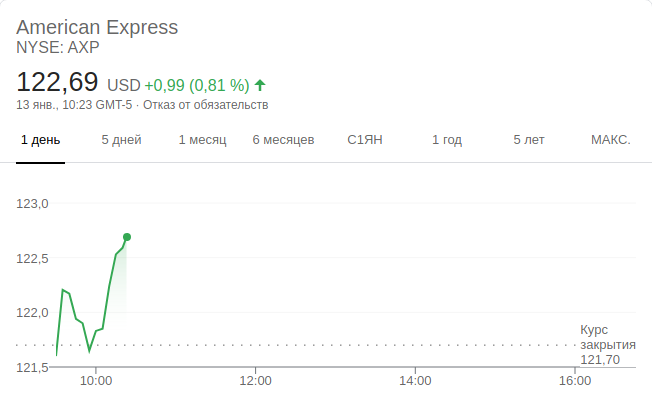 American Express
NYSE: AXP
122,69 USD +0,99 (0,81 %)
13 янв., 10:23 GMT-5 · Отказ от обязательств
1 день 5 дней 1 месяц 6 месяцев С1ЯН 1 год 5 лет МАКС.
123,0
122,5
122,0
Курс
закрытия
121,70
121,5
10:00 12:00 14:00 16:00